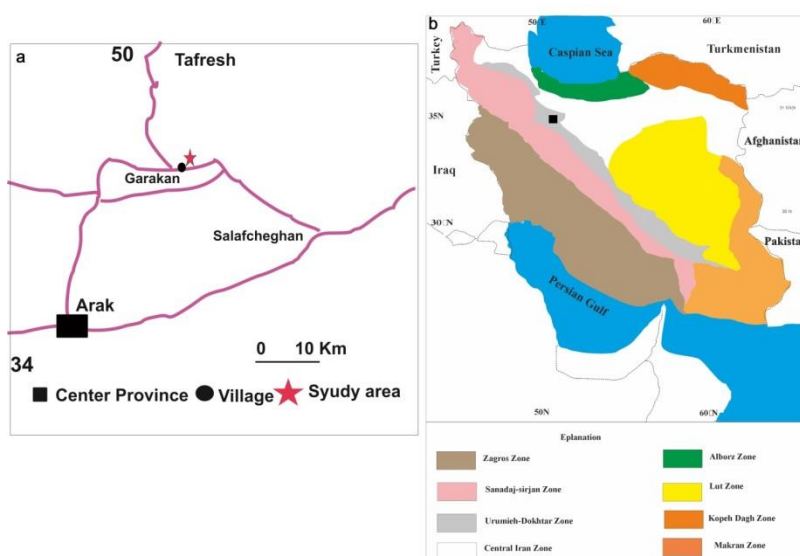 a
50
Tafresh
Garakan
Salafcheghan
Arak
0 10 Km
34
Center Province Village Syudy area
b
50 E
60 E
Turkey
Caspian Sea
Turkmenistan
35N
Afghanistan
Iraq
30 N
Pakista
Persian Gulf
50N
60 N
Eplanation
Zagros Zone
Alborz Zone
Sanadaj-sirjan Zone
Lut Zone
Urumieh-Dokhtar Zone
Kopeh Dagh Zone
Central Iran Zone
Makran Zone